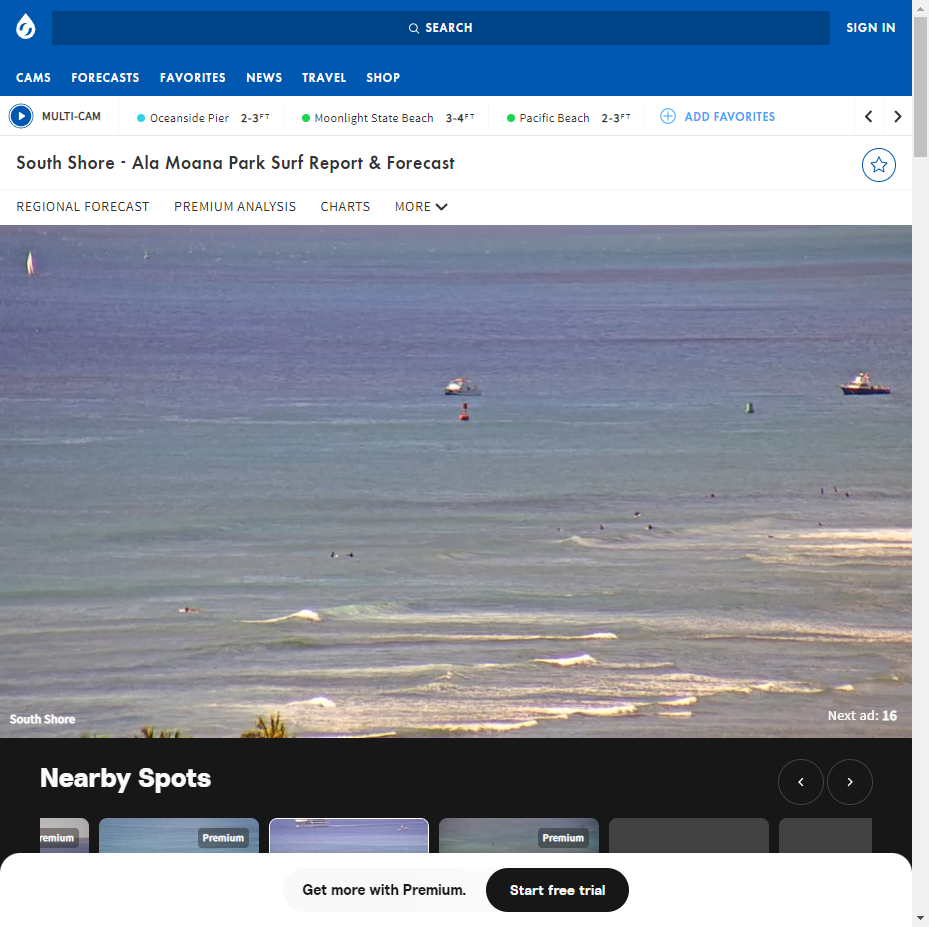 SEARCH
SIGN IN
CAMS FORECASTS FAVORITES NEWS TRAVEL SHOP
MULTI-CAM Oceanside Pier 2-3FT Moonlight State Beach 3-4FT Pacific Beach 2-3FT ADD FAVORITES
South Shore - Ala Moana Park Surf Report & Forecast
REGIONAL FORECAST PREMIUM ANALYSIS CHARTS MORE
South Shore
Next ad: 16
Nearby Spots
remium Premium Premium
Get more with Premium. Start free trial